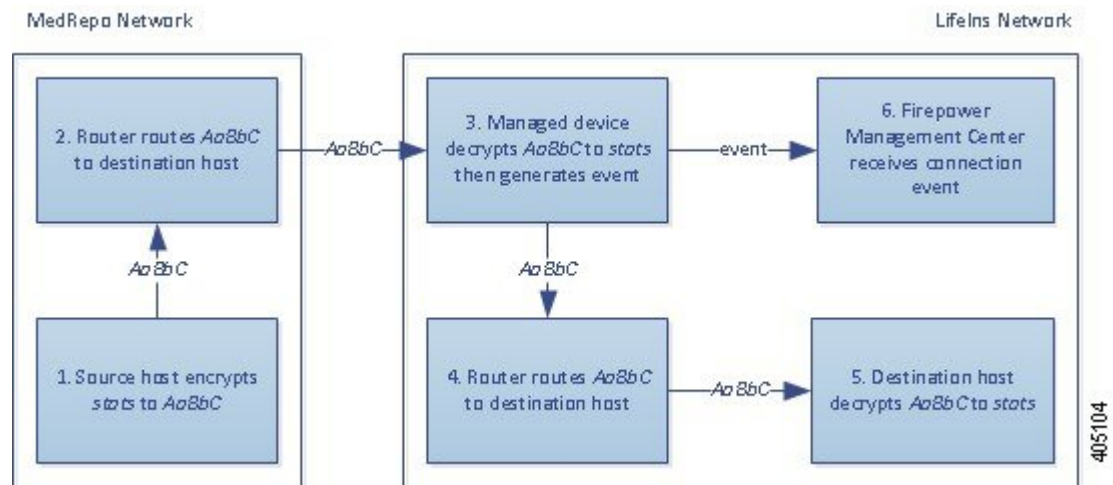 MedRepo Network
LifeIns Network
2. Router routes AaBbC
to destination host
AaBbC
3. Managed device
decrypts AaBbC to stats
then generates event
event
6. Firepower
Management Center
receives connection
event
AaBbC
AaBbC
1. Source host encrypts
stats to AaBbC
4. Router routes AaBbC
to destination host
AaBbC
5. Destination host
decrypts AaBbC to stats
405104